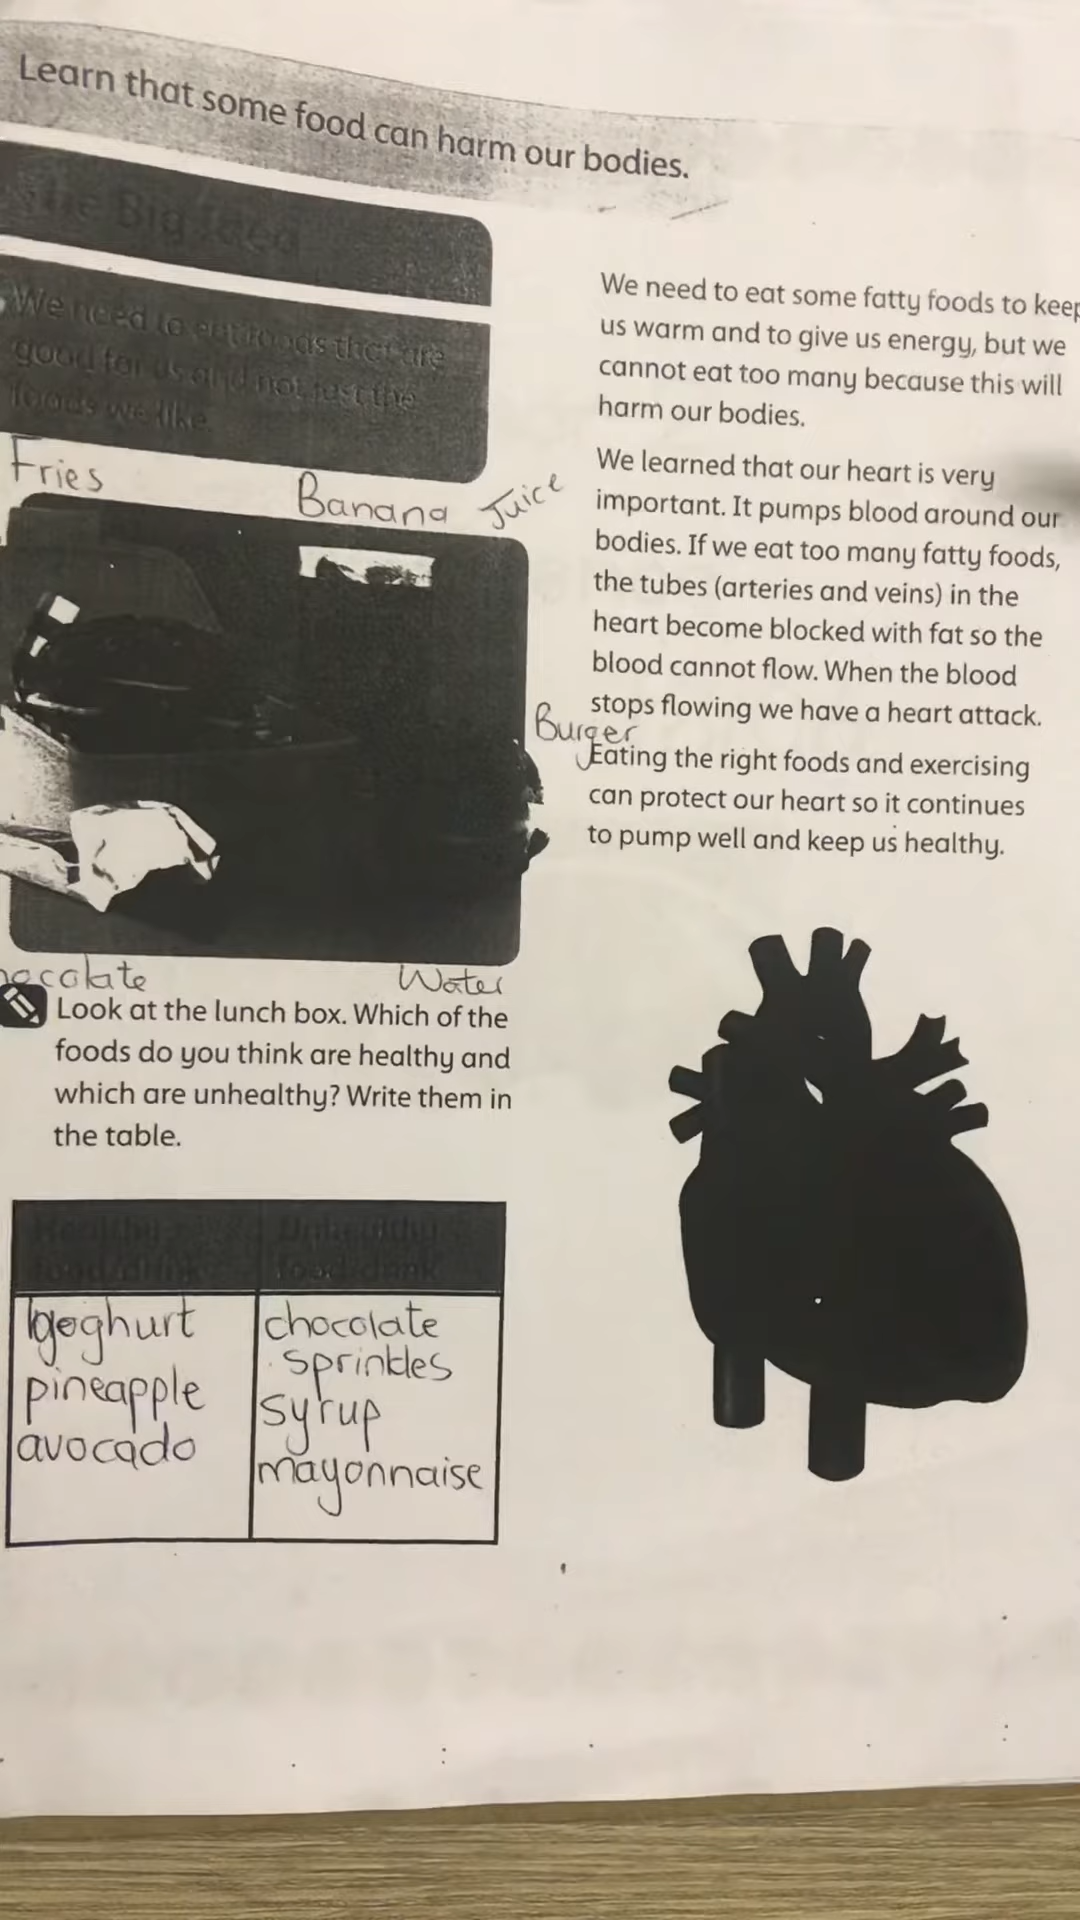 Learn that some food can harm our bodies.
The Big Idea
We need to eat foods that are
good for us and not just the
foods we like.
Fries
Banana
Juice
Burger
Water
Look at the lunch box. Which of the
foods do you think are healthy and
which are unhealthy? Write them in
the table.
Healthy Unhealthy
food/drink food/drink
chocolate
pineapple sprinkles
avocado syrup
mayonnaise
We need to eat some fatty foods to
us warm and to give us energy, but we
cannot eat too many because this will
harm our bodies.
We learned that our heart is very
important. It pumps blood around our
bodies. If we eat too many fatty foods,
the tubes (arteries and veins) in the
heart become blocked with fat so the
blood cannot flow. When the blood
stops flowing we have a heart attack.
Eating the right foods and exercising
can protect our heart so it continues
to pump well and keep us healthy.